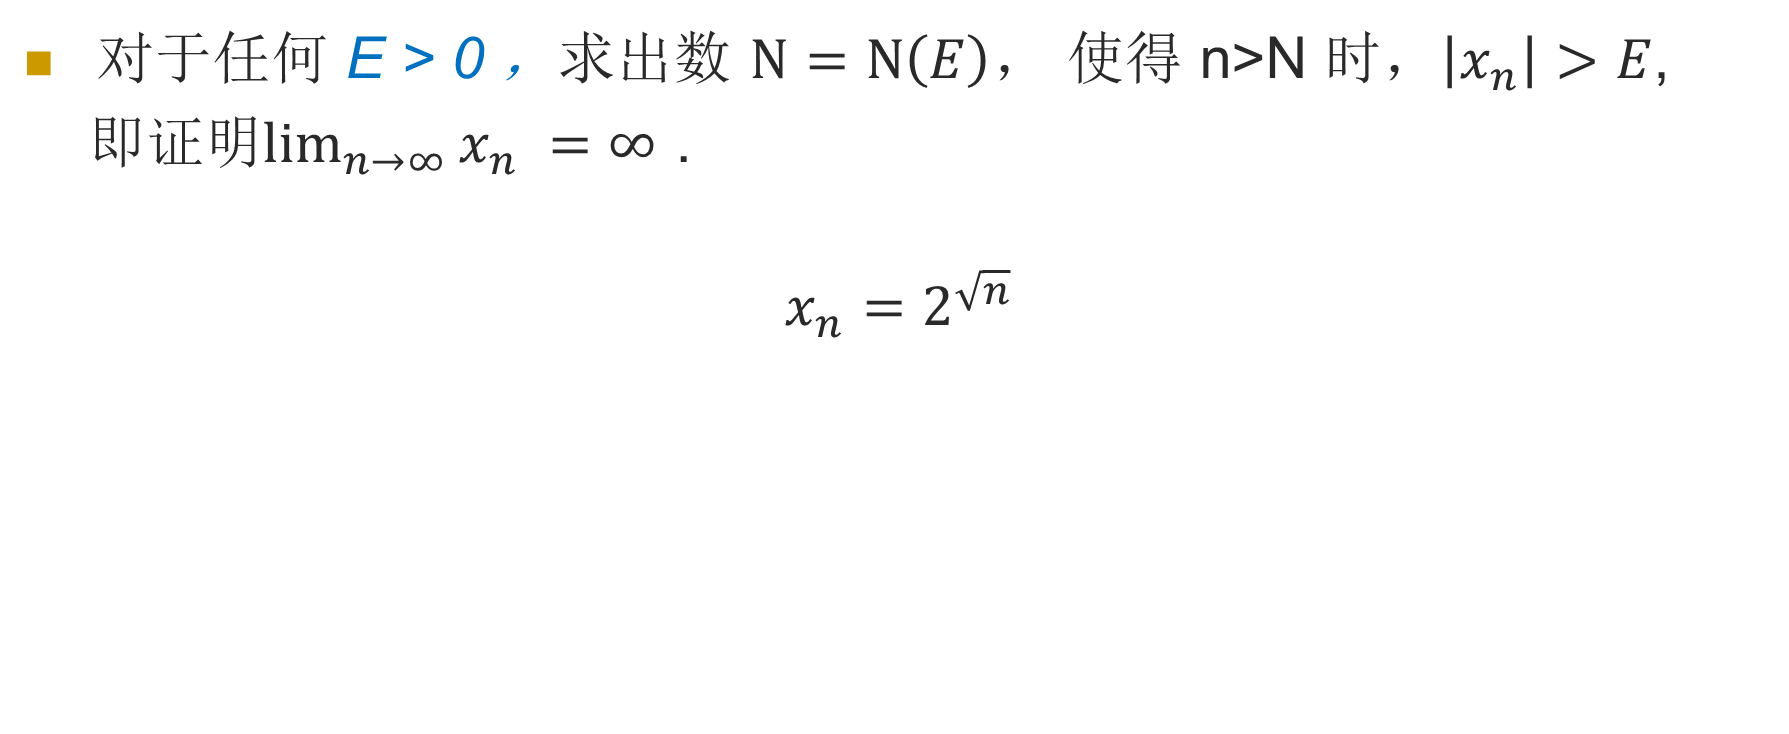 对于任何 E > 0， 求出数 N = N(E)， 使得 n>N 时，|xₙ| > E,
即证明limₙ→∞ xₙ = ∞ .
xₙ = 2^√n